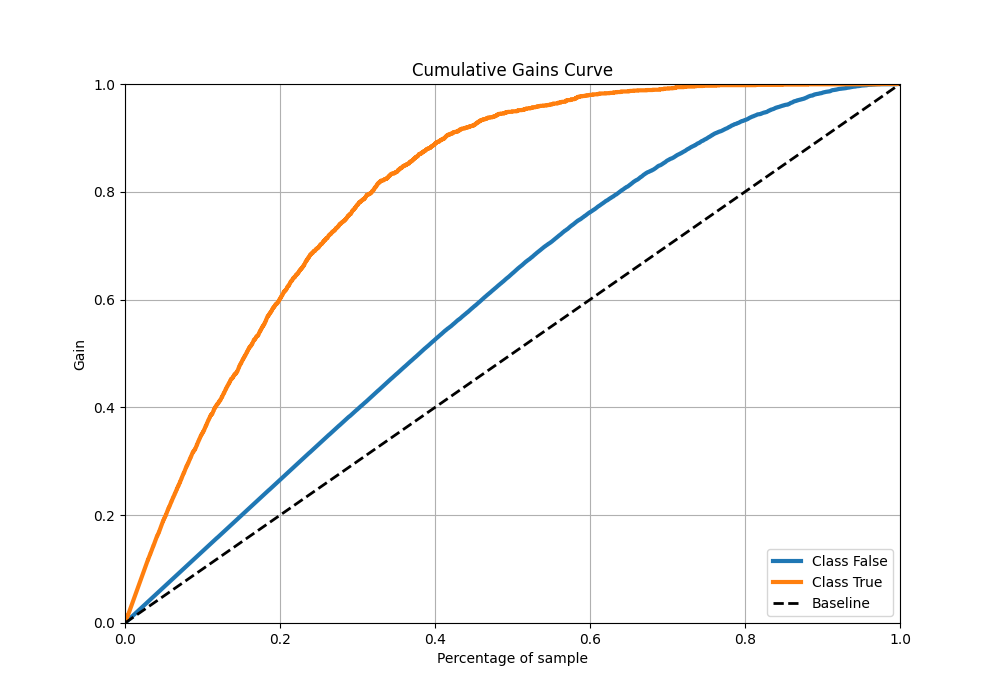 Cumulative Gains Curve
1.0
0.8
0.6
0.4
0.2
0.0
Gain
Class False
Class True
Baseline
0.0 0.2 0.4 0.6 0.8 1.0
Percentage of sample